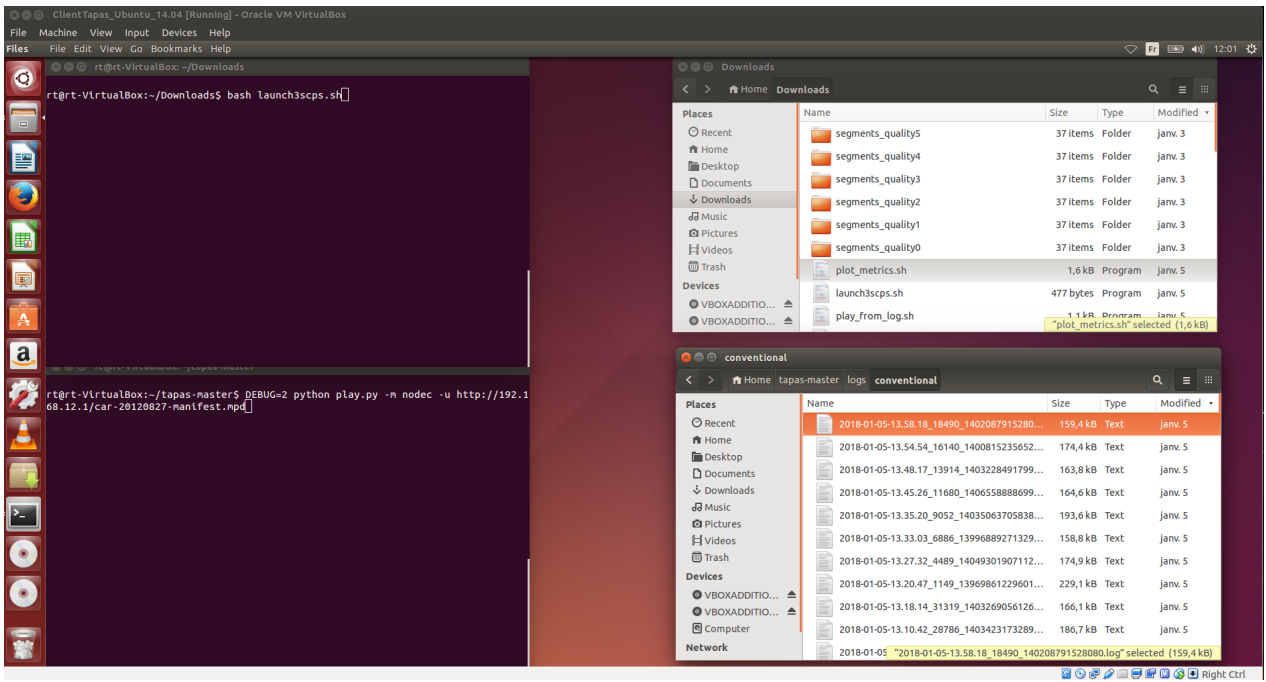 ClientTapas_Ubuntu_14.04 [Running] - Oracle VM VirtualBox
File Machine View Input Devices Help
Files File Edit View Go Bookmarks Help Fr 12:01
rt@rt-VirtualBox: ~/Downloads
rt@rt-VirtualBox:~/Downloads$ bash launch3scps.sh
rt@rt-VirtualBox: ~/tapas-master
rt@rt-VirtualBox:~/tapas-master$ DEBUG=2 python play.py -m nodec -u http://192.1
68.12.1/car-20120827-manifest.mpd
Downloads
Home Downloads
Places
Recent
Home
Desktop
Documents
Downloads
Music
Pictures
Videos
Trash
Devices
VBOXADDITIO...
VBOXADDITIO...
Name Size Type Modified
segments_quality5 37 items Folder janv. 3
segments_quality4 37 items Folder janv. 3
segments_quality3 37 items Folder janv. 3
segments_quality2 37 items Folder janv. 3
segments_quality1 37 items Folder janv. 3
segments_quality0 37 items Folder janv. 3
plot_metrics.sh 1,6 kB Program janv. 5
launch3scps.sh 477 bytes Program janv. 5
play_from_log.sh 1,1 kB Program janv. 5
"plot_metrics.sh" selected (1,6 kB)
conventional
Home tapas-master logs conventional
Places
Recent
Home
Desktop
Documents
Downloads
Music
Pictures
Videos
Trash
Devices
VBOXADDITIO...
VBOXADDITIO...
Computer
Network
Name Size Type Modified
2018-01-05-13.58.18_18490_1402087915280... 159,4 kB Text janv. 5
2018-01-05-13.54.54_16140_1400815235652... 174,4 kB Text janv. 5
2018-01-05-13.48.17_13914_1403228491799... 163,8 kB Text janv. 5
2018-01-05-13.45.26_11680_1406558888699... 164,6 kB Text janv. 5
2018-01-05-13.35.20_9052_14035063705838... 193,6 kB Text janv. 5
2018-01-05-13.33.03_6886_13996889271329... 158,8 kB Text janv. 5
2018-01-05-13.27.32_4489_14049301907112... 174,9 kB Text janv. 5
2018-01-05-13.20.47_1149_13969861229601... 229,1 kB Text janv. 5
2018-01-05-13.18.14_31319_1403269056126... 166,1 kB Text janv. 5
2018-01-05-13.10.42_28786_1403423173289... 186,7 kB Text janv. 5
2018-01-05
"2018-01-05-13.58.18_18490_140208791528080.log" selected (159,4 kB)
Right Ctrl